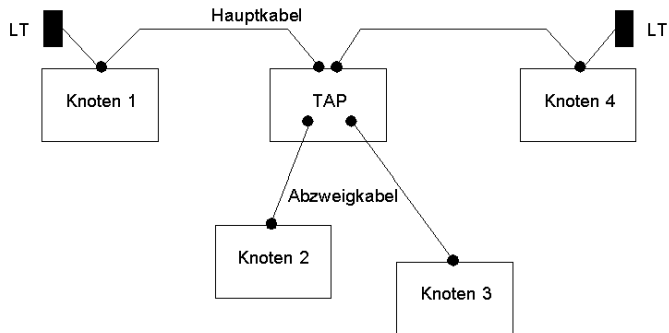 Hauptkabel
LT
LT
Knoten 1
TAP
Knoten 4
Abzweigkabel
Knoten 2
Knoten 3